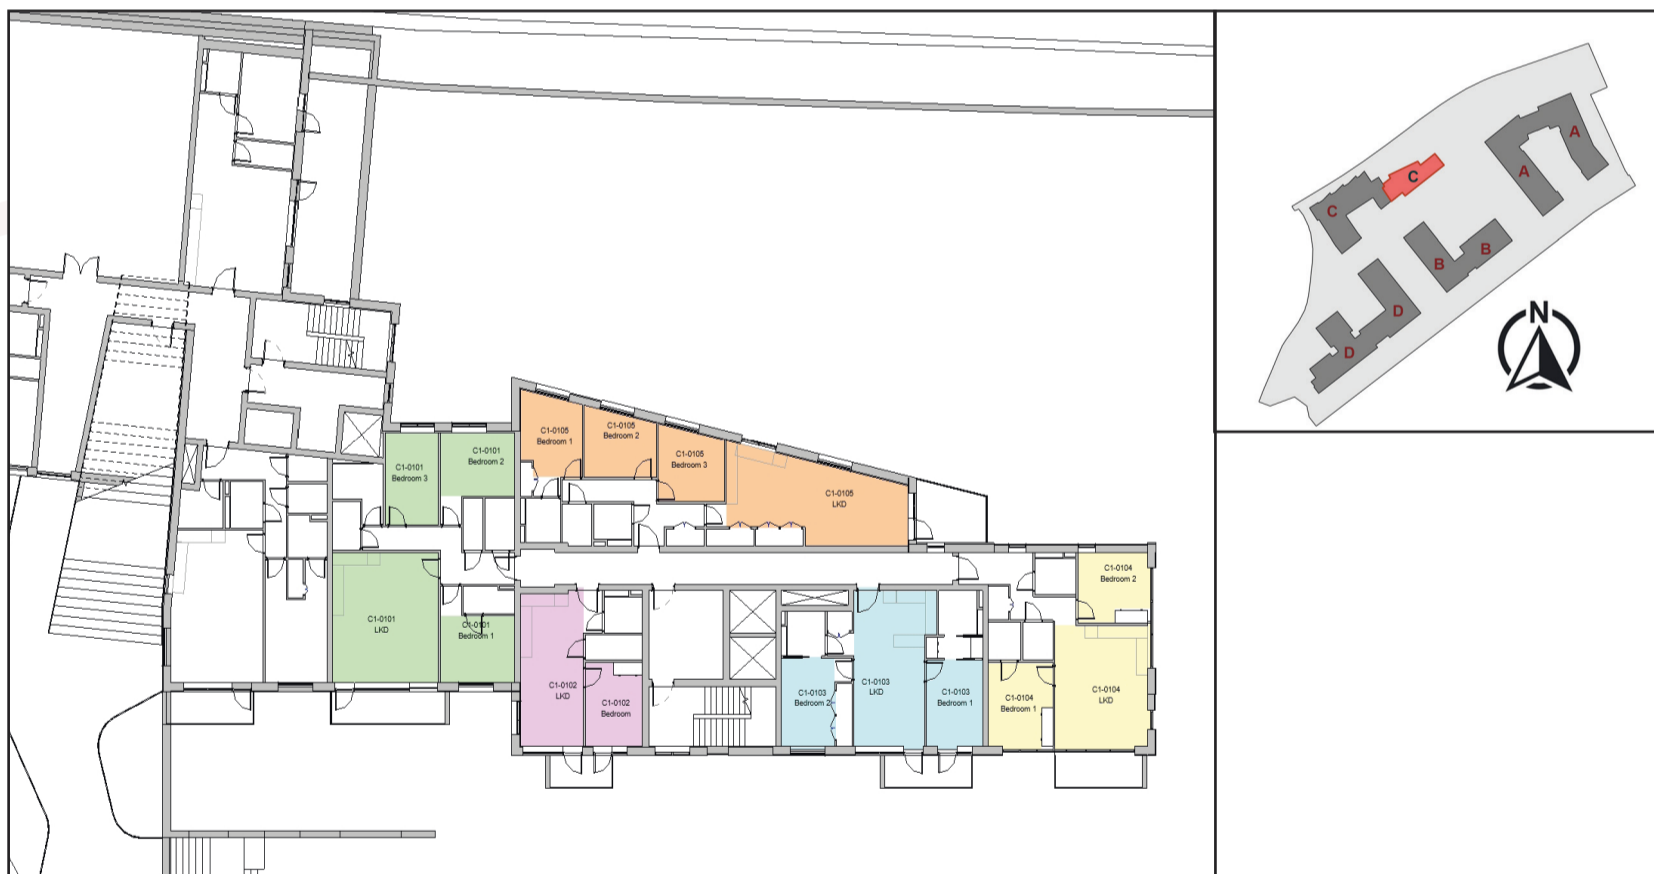 C1-0105
Bedroom 1
C1-0105
Bedroom 2
C1-0105
Bedroom 3
C1-0105
LKD
C1-0101
Bedroom 3
C1-0101
Bedroom 2
C1-0101
LKD
C1-0101
Bedroom 1
C1-0102
LKD
C1-0102
Bedroom
C1-0103
Bedroom 2
C1-0103
LKD
C1-0103
Bedroom 1
C1-0104
Bedroom 2
C1-0104
Bedroom 1
C1-0104
LKD
A
A
C
C
B
B
D
D
N